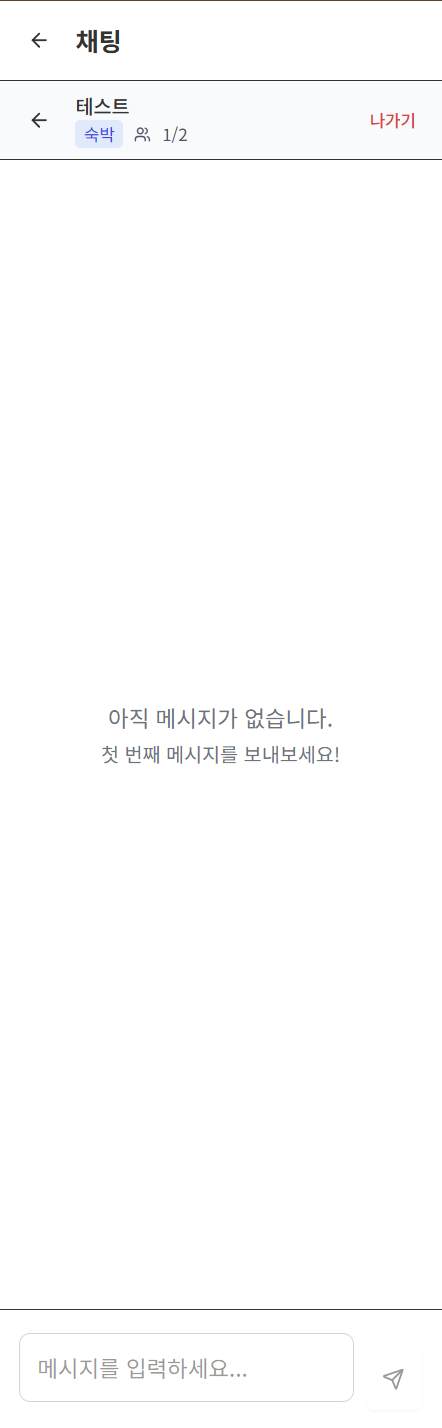 채팅
테스트
숙박 1/2
나가기
아직 메시지가 없습니다.
첫 번째 메시지를 보내보세요!
메시지를 입력하세요...